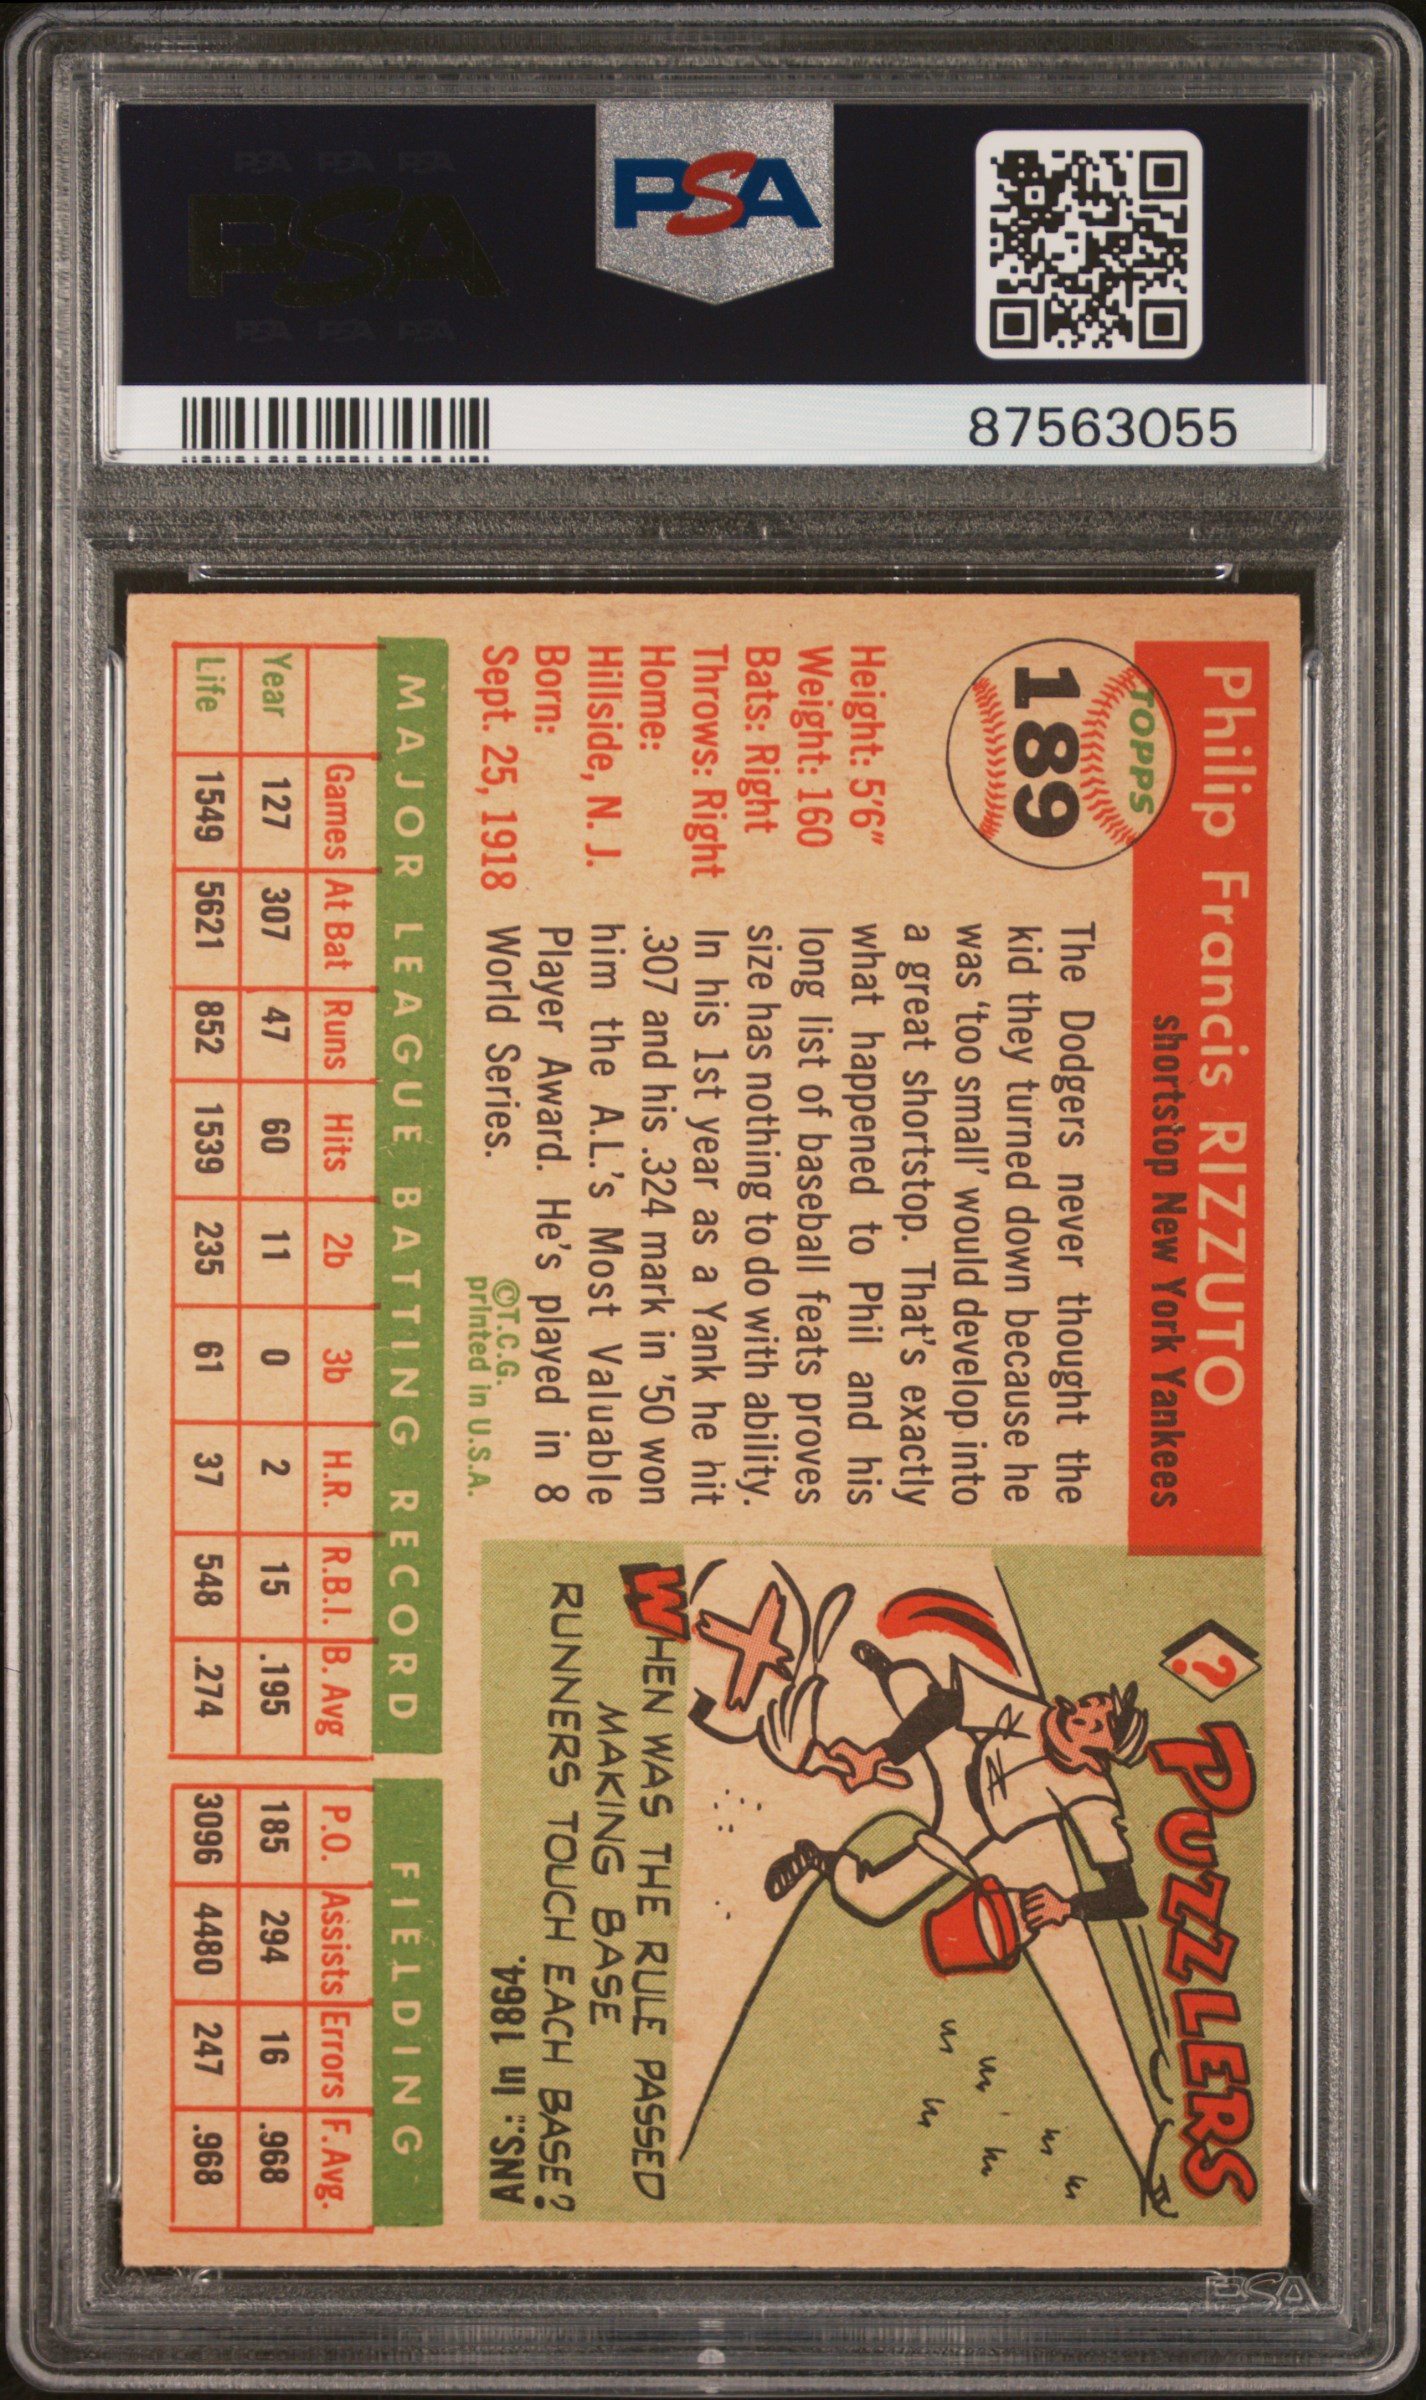 PSA PSA PSA
PSA
PSA PSA PSA
PSA
87563055
Philip Francis RIZZUTO
shortstop New York Yankees
TOPPS
189
Height: 5'6"
Weight: 160
Bats: Right
Throws: Right
Home:
Hillside, N. J.
Born:
Sept. 25, 1918
The Dodgers never thought the
kid they turned down because he
was 'too small' would develop into
a great shortstop. That's exactly
what happened to Phil and his
long list of baseball feats proves
size has nothing to do with ability.
In his 1st year as a Yank he hit
.307 and his .324 mark in '50 won
him the A.L.'s Most Valuable
Player Award. He's played in 8
World Series.
©T.C.G.
printed in U.S.A.
? PUZZLERS
WHEN WAS THE RULE PASSED
MAKING BASE
RUNNERS TOUCH EACH BASE?
ANS.: In 1864.
MAJOR LEAGUE BATTING RECORD FIELDING
Games At Bat Runs Hits 2b 3b H.R. R.B.I. B. Avg P.O. Assists Errors F. Avg.
Year 127 307 47 60 11 0 2 15 .195 185 294 16 .968
Life 1549 5621 852 1539 235 61 37 548 .274 3096 4480 247 .968
PSA